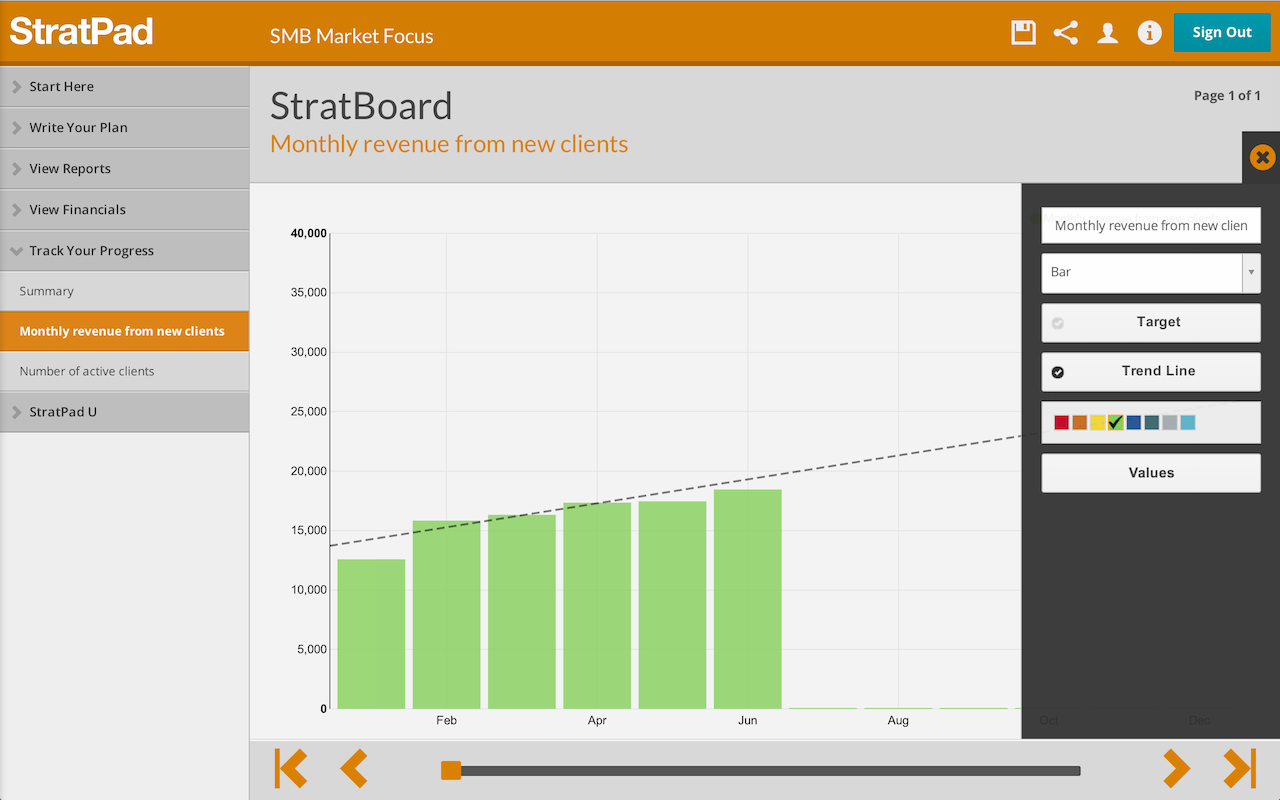 StratPad
SMB Market Focus
Sign Out
Start Here
Write Your Plan
View Reports
View Financials
Track Your Progress
Summary
Monthly revenue from new clients
Number of active clients
StratPad U
StratBoard
Page 1 of 1
Monthly revenue from new clients
40,000
35,000
30,000
25,000
20,000
15,000
10,000
5,000
0
Feb Apr Jun Aug Oct Dec
Monthly revenue from new clien
Bar
Target
Trend Line
Values